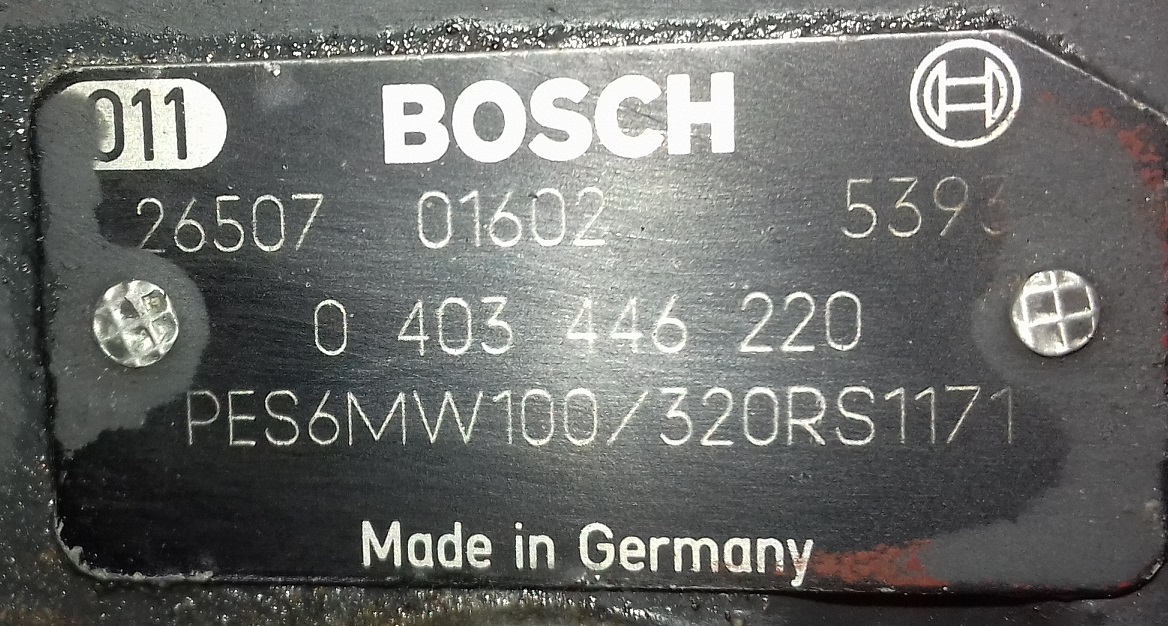 011 BOSCH
26507 01602 5393
0 403 446 220
PES6MW100/320RS1171
Made in Germany